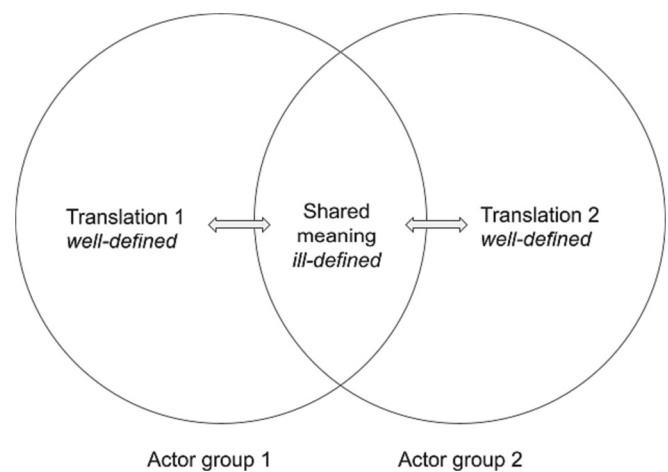 Translation 1
well-defined
Shared
meaning
ill-defined
Translation 2
well-defined
Actor group 1
Actor group 2